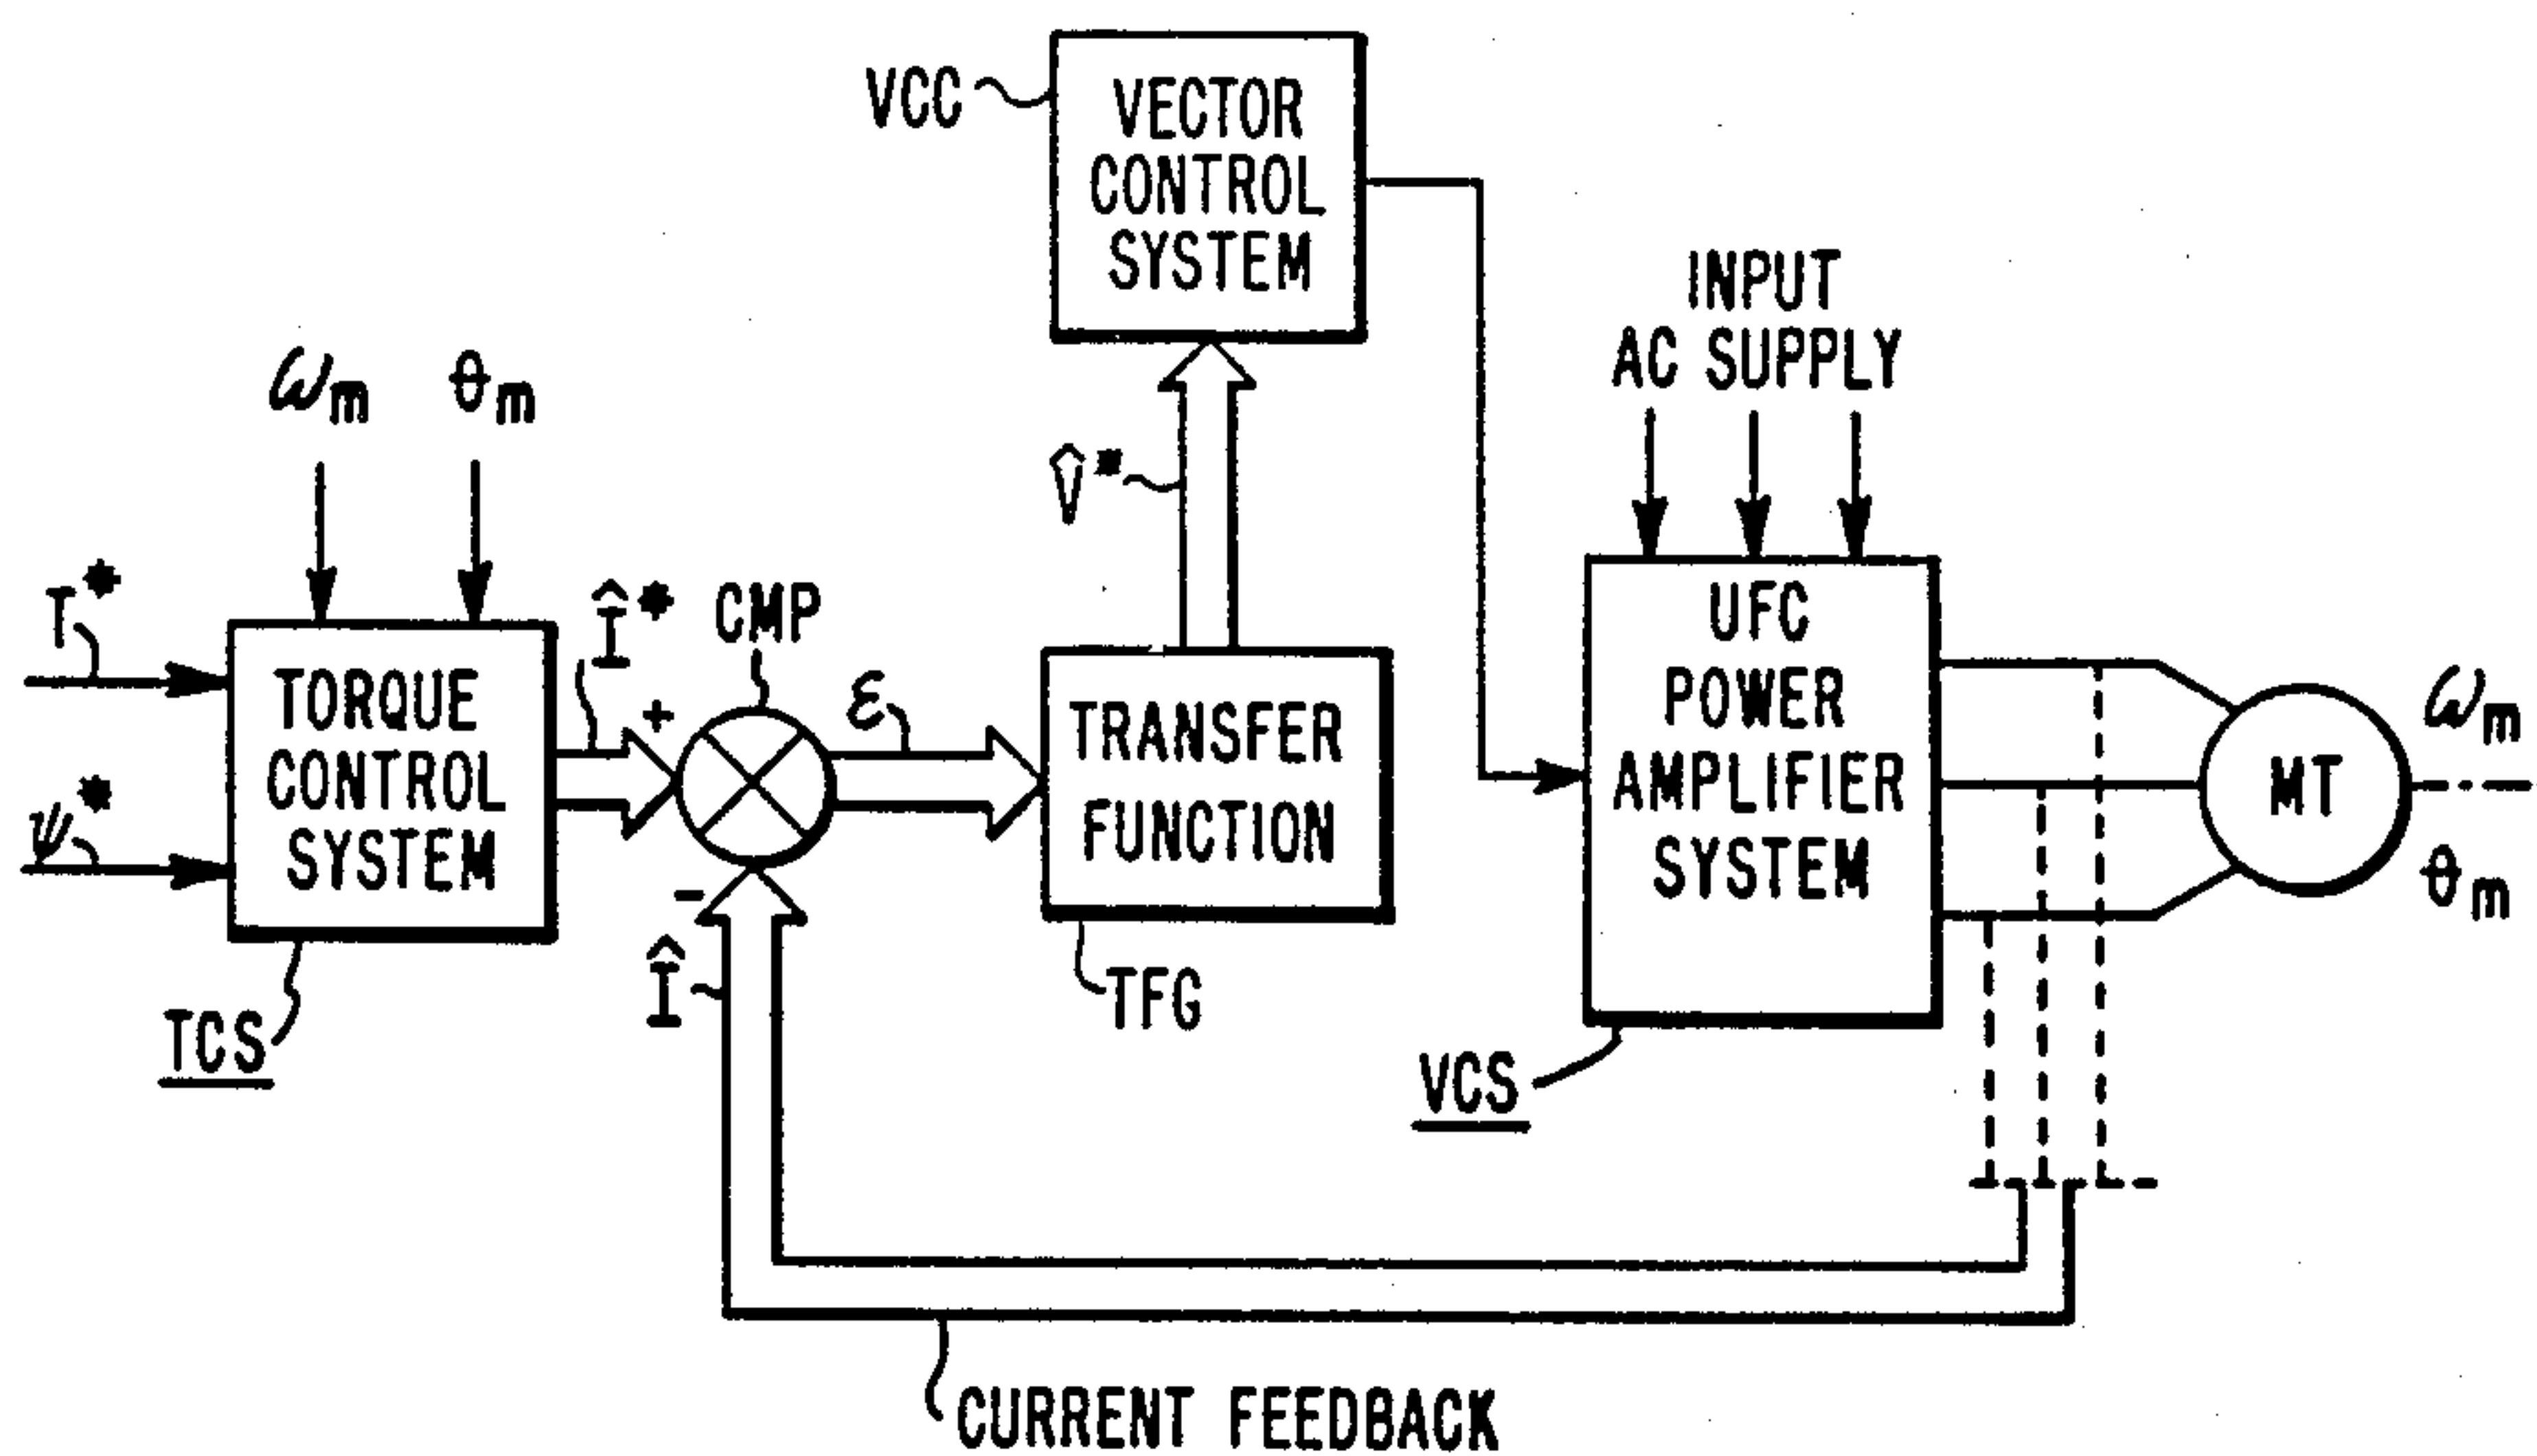 VCC
VECTOR
CONTROL
SYSTEM
INPUT
AC SUPPLY
ωm
θm
V̂*
T*
Î*
CMP
+
ε
ψ*
TORQUE
CONTROL
SYSTEM
TRANSFER
FUNCTION
UFC
POWER
AMPLIFIER
SYSTEM
MT
ωm
θm
-
Î
TCS
TFG
VCS
CURRENT FEEDBACK